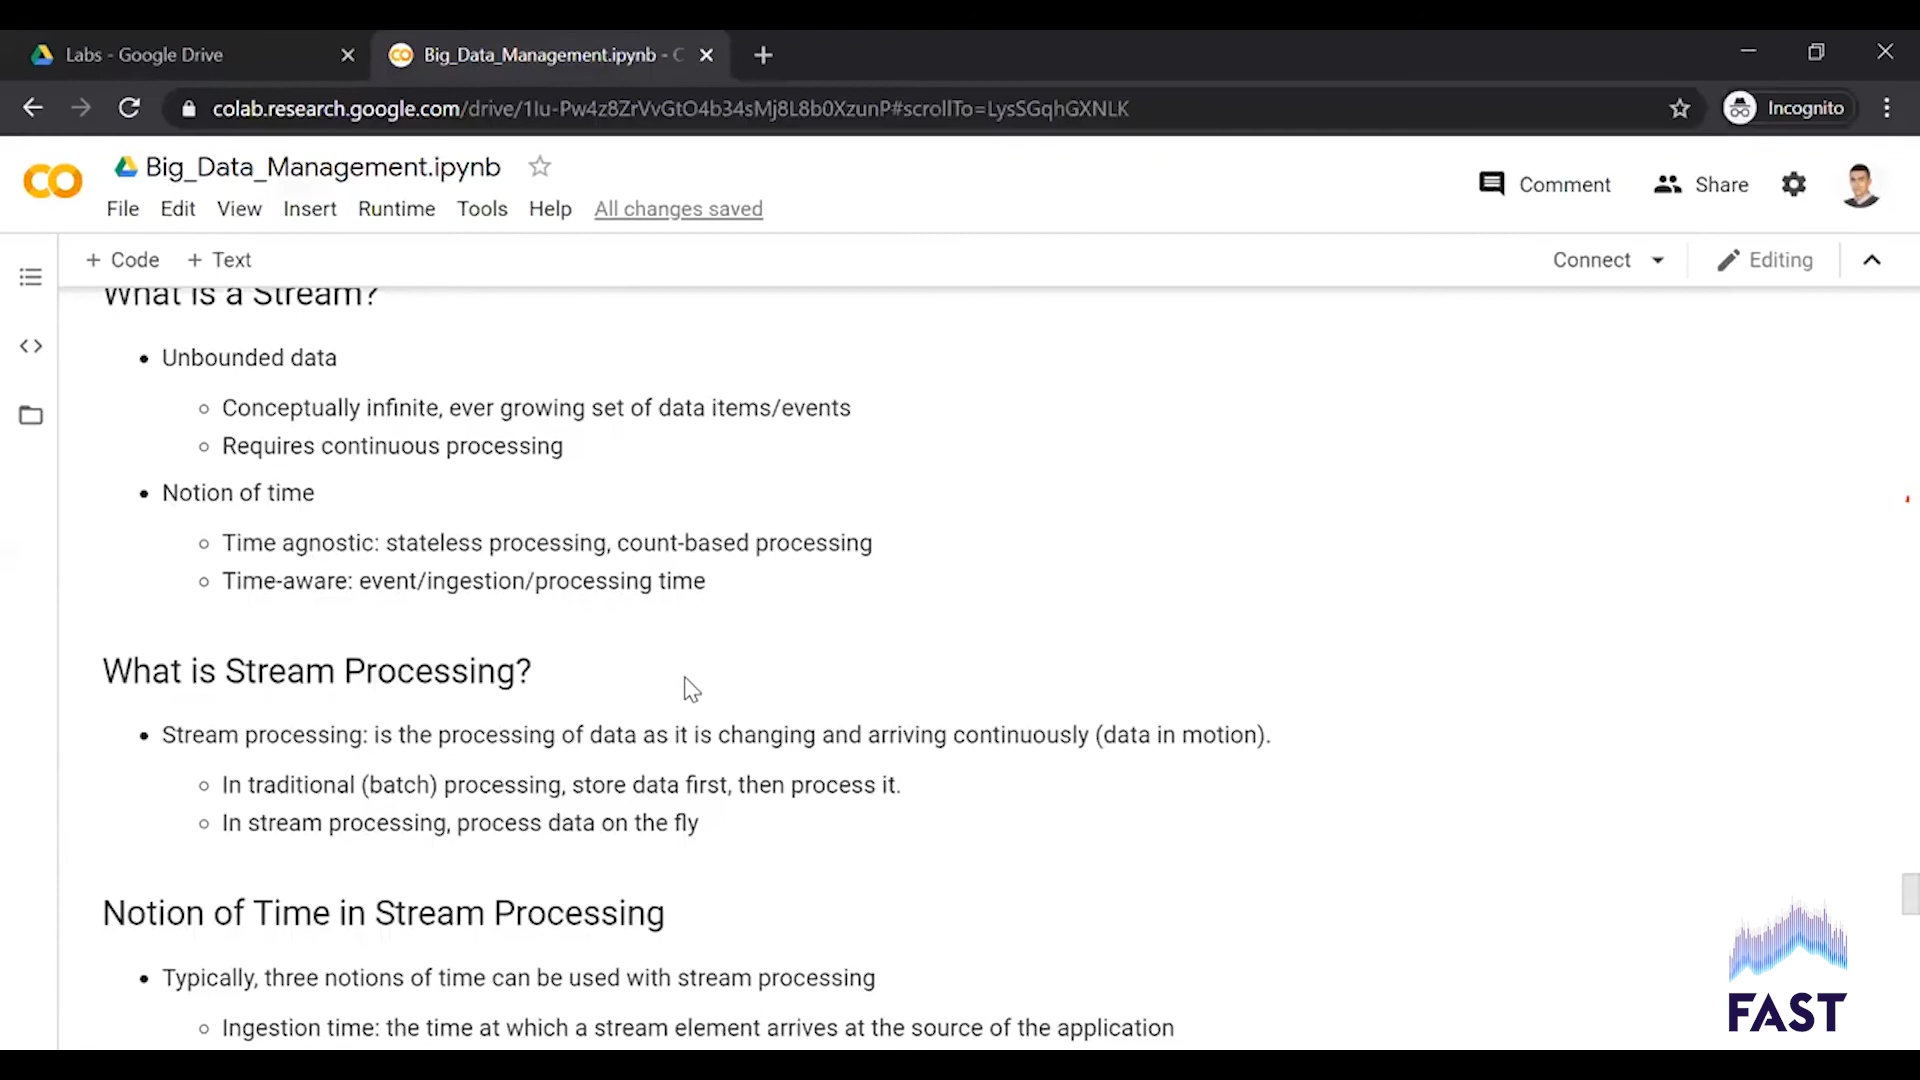 Labs - Google Drive
Big_Data_Management.ipynb - C
colab.research.google.com/drive/1Iu-Pw4z8ZrVvGtO4b34sMj8L8b0XzunP#scrollTo=LysSGqhGXNLK
Incognito
CO
Big_Data_Management.ipynb
Comment
Share
File Edit View Insert Runtime Tools Help All changes saved
+ Code + Text
Connect
Editing
What is a Stream?
• Unbounded data
○ Conceptually infinite, ever growing set of data items/events
○ Requires continuous processing
• Notion of time
○ Time agnostic: stateless processing, count-based processing
○ Time-aware: event/ingestion/processing time
What is Stream Processing?
• Stream processing: is the processing of data as it is changing and arriving continuously (data in motion).
○ In traditional (batch) processing, store data first, then process it.
○ In stream processing, process data on the fly
Notion of Time in Stream Processing
• Typically, three notions of time can be used with stream processing
○ Ingestion time: the time at which a stream element arrives at the source of the application
FAST